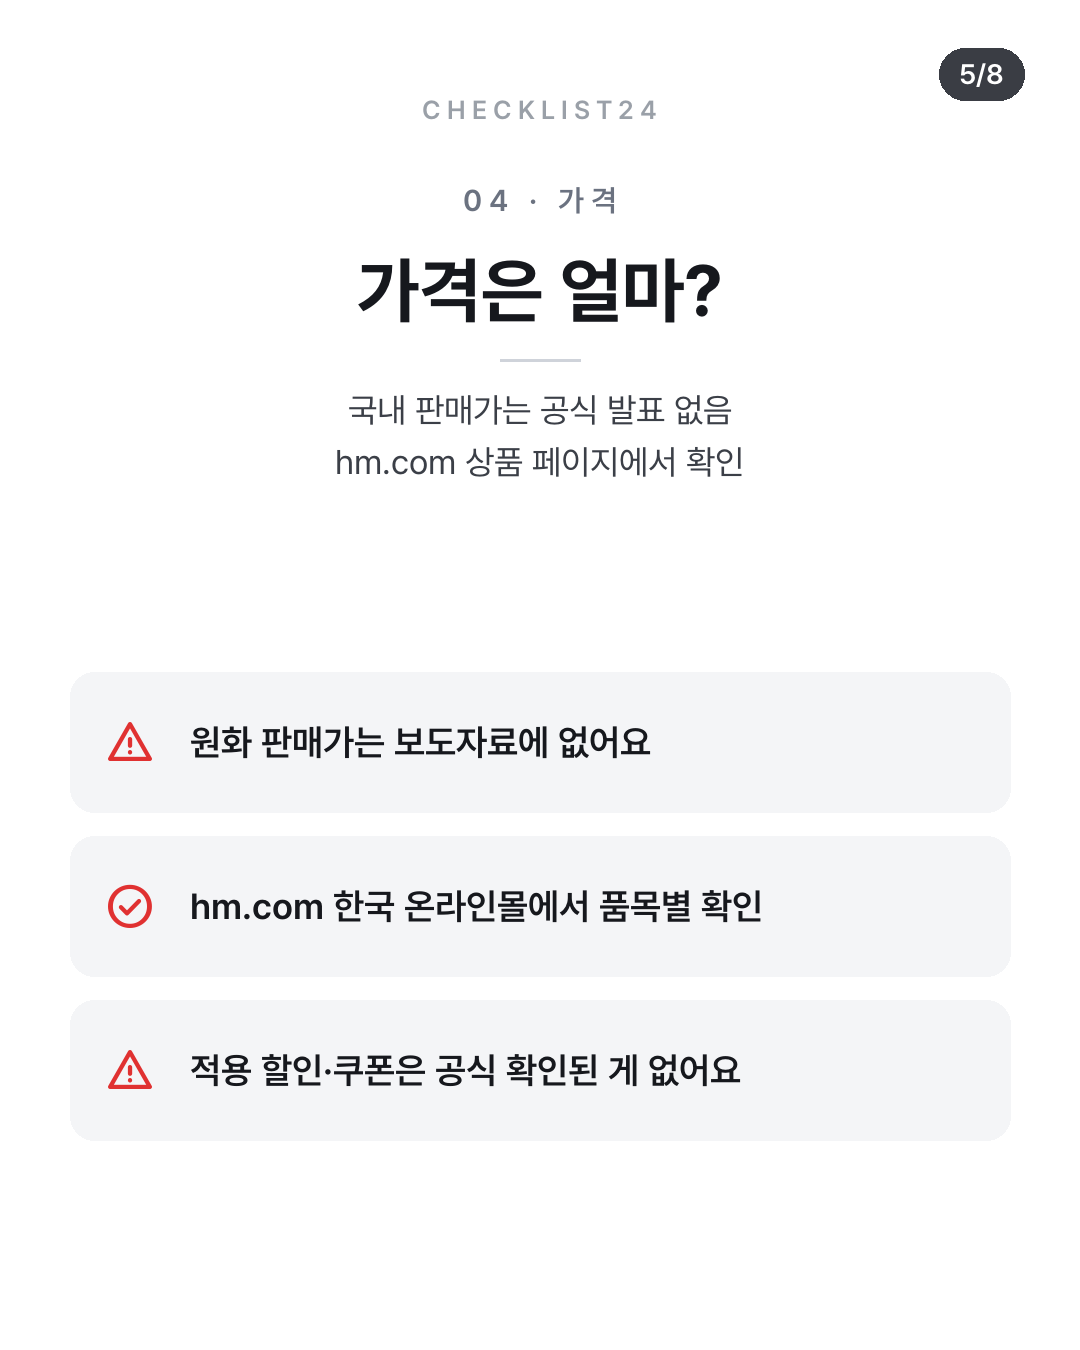 5/8
CHECKLIST24
04 · 가격
가격은 얼마?
국내 판매가는 공식 발표 없음
hm.com 상품 페이지에서 확인
원화 판매가는 보도자료에 없어요
hm.com 한국 온라인몰에서 품목별 확인
적용 할인·쿠폰은 공식 확인된 게 없어요